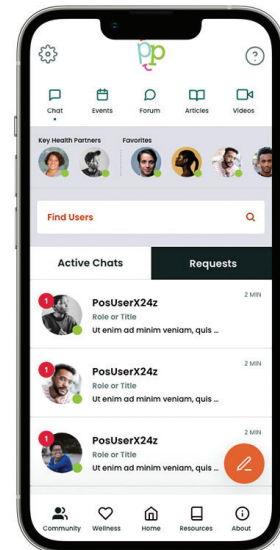 pp
Chat Events Forum Articles Videos
Key Health Partners Favorites
Find Users
Active Chats Requests
1 PosUserX24z 2 MIN
Role or Title
Ut enim ad minim veniam, quis ...
1 PosUserX24z 2 MIN
Role or Title
Ut enim ad minim veniam, quis ...
1 PosUserX24z 2 MIN
Role or Title
Ut enim ad minim veniam, quis ...
Community Wellness Home Resources About